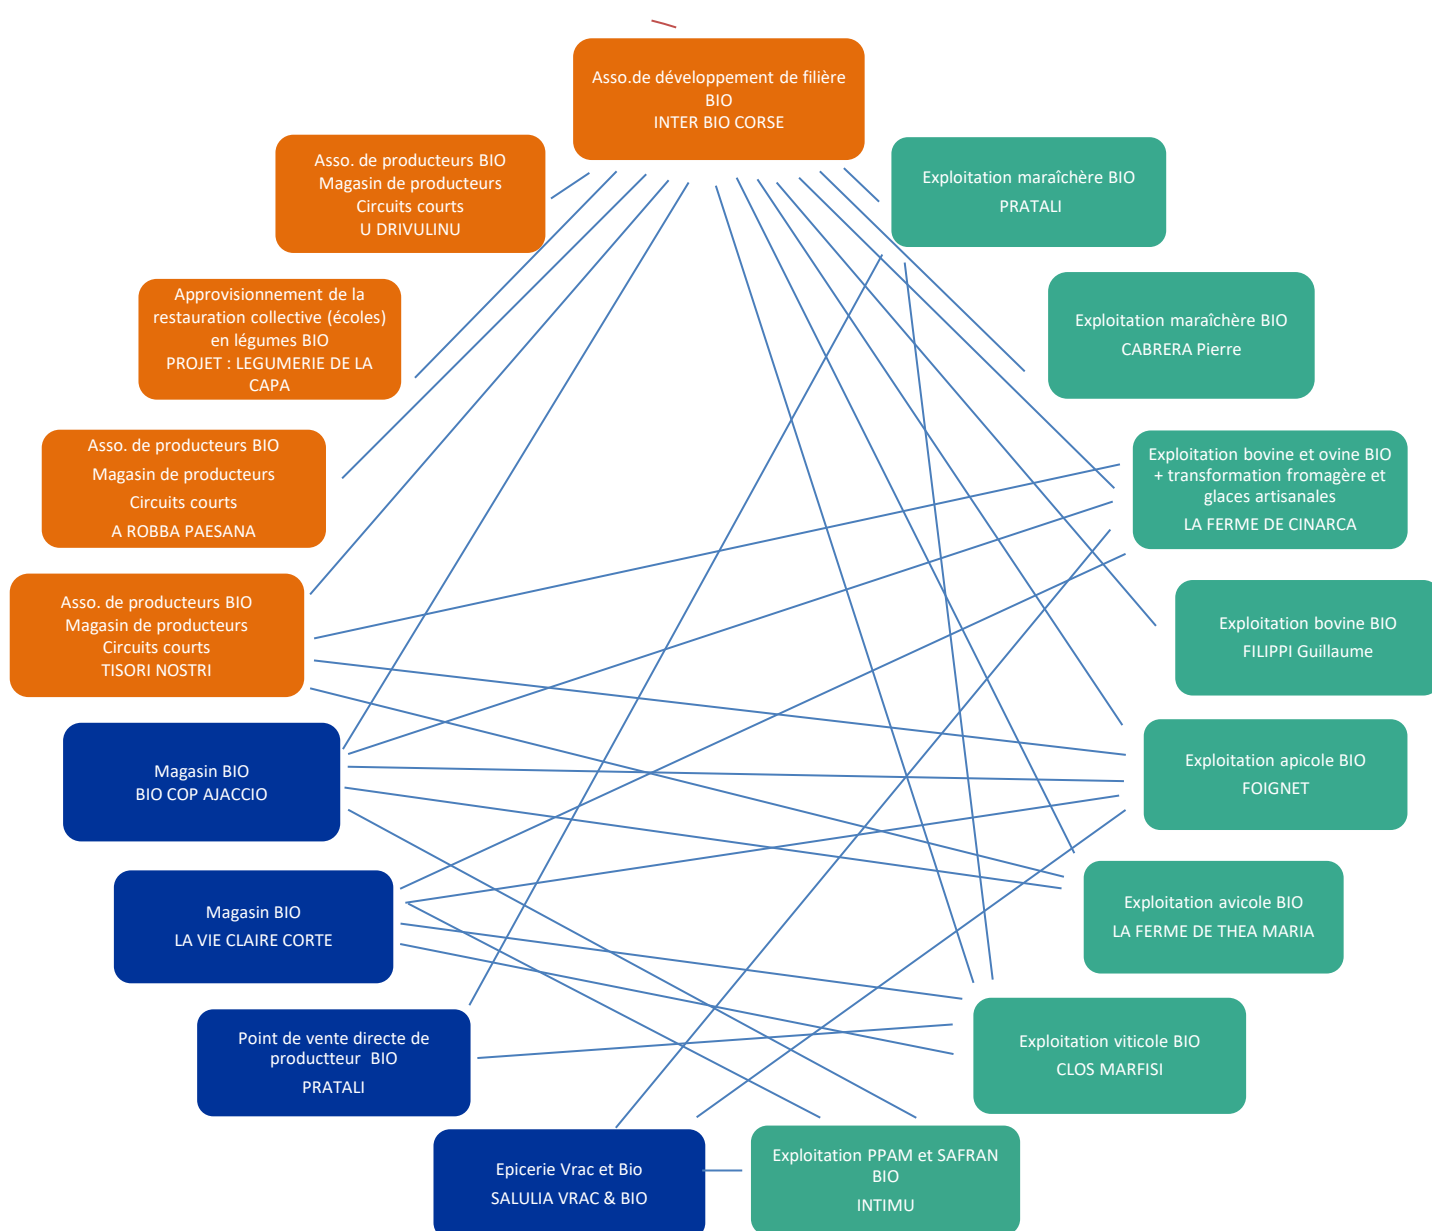 Asso.de développement de filière
BIO
INTER BIO CORSE
Asso. de producteurs BIO
Magasin de producteurs
Circuits courts
U DRIVULINU
Exploitation maraîchère BIO
PRATALI
Approvisionnement de la
restauration collective (écoles)
en légumes BIO
PROJET : LEGUMERIE DE LA
CAPA
Exploitation maraîchère BIO
CABRERA Pierre
Asso. de producteurs BIO
Magasin de producteurs
Circuits courts
A ROBBA PAESANA
Exploitation bovine et ovine BIO
+ transformation fromagère et
glaces artisanales
LA FERME DE CINARCA
Asso. de producteurs BIO
Magasin de producteurs
Circuits courts
TISORI NOSTRI
Exploitation bovine BIO
FILIPPI Guillaume
Magasin BIO
BIO COP AJACCIO
Exploitation apicole BIO
FOIGNET
Magasin BIO
LA VIE CLAIRE CORTE
Exploitation avicole BIO
LA FERME DE THEA MARIA
Point de vente directe de
productteur BIO
PRATALI
Exploitation viticole BIO
CLOS MARFISI
Epicerie Vrac et Bio
SALULIA VRAC & BIO
Exploitation PPAM et SAFRAN
BIO
INTIMU